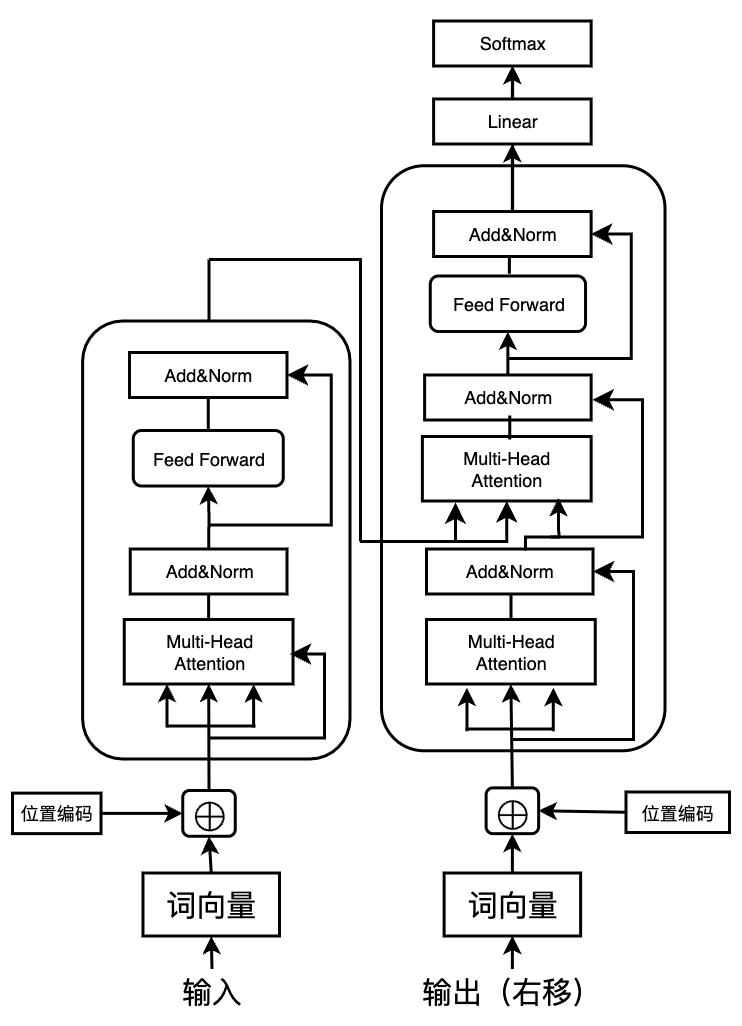 Softmax
Linear
Add&Norm
Feed Forward
Add&Norm
Multi-Head
Attention
Add&Norm
Multi-Head
Attention
Add&Norm
Feed Forward
Add&Norm
Multi-Head
Attention
位置编码
位置编码
词向量
词向量
输入
输出（右移）